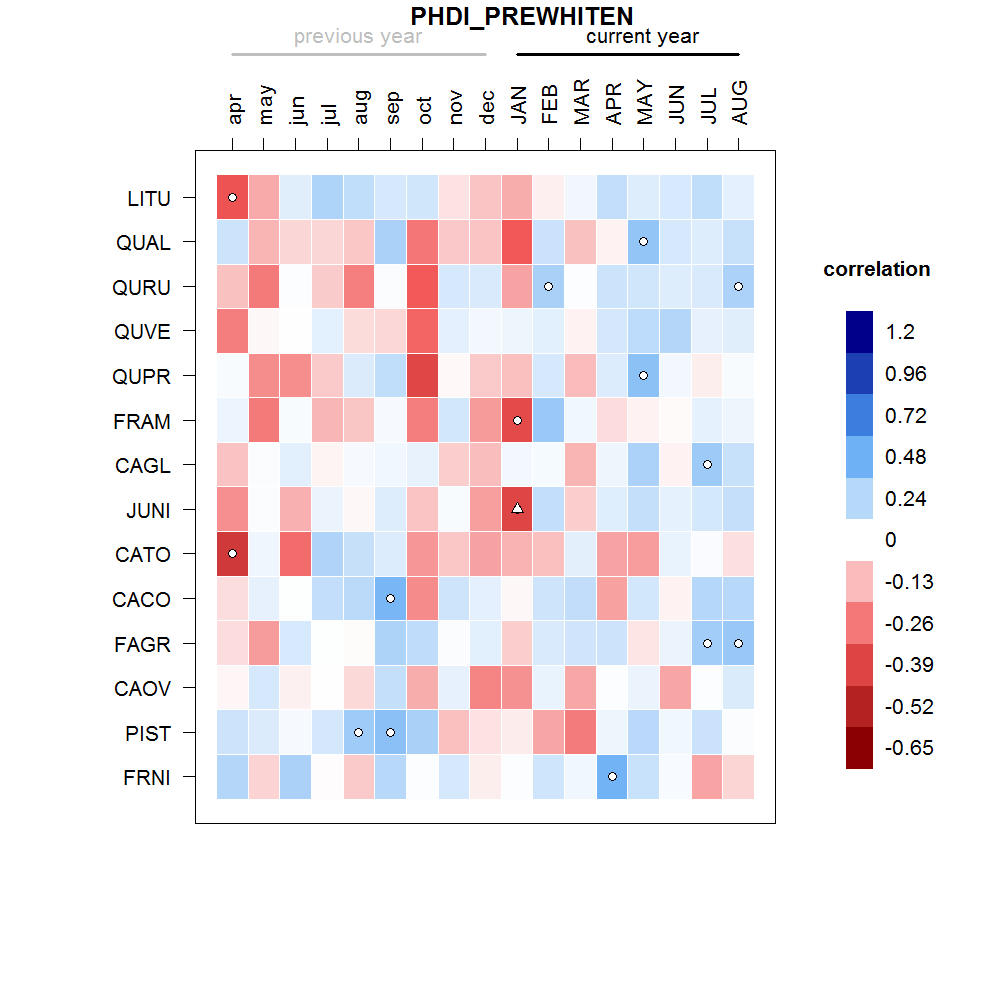 PHDI_PREWHITEN
previous year current year
apr may jun jul aug sep oct nov dec JAN FEB MAR APR MAY JUN JUL AUG
LITU
QUAL
QURU
QUVE
QUPR
FRAM
CAGL
JUNI
CATO
CACO
FAGR
CAOV
PIST
FRNI
correlation
1.2
0.96
0.72
0.48
0.24
0
-0.13
-0.26
-0.39
-0.52
-0.65